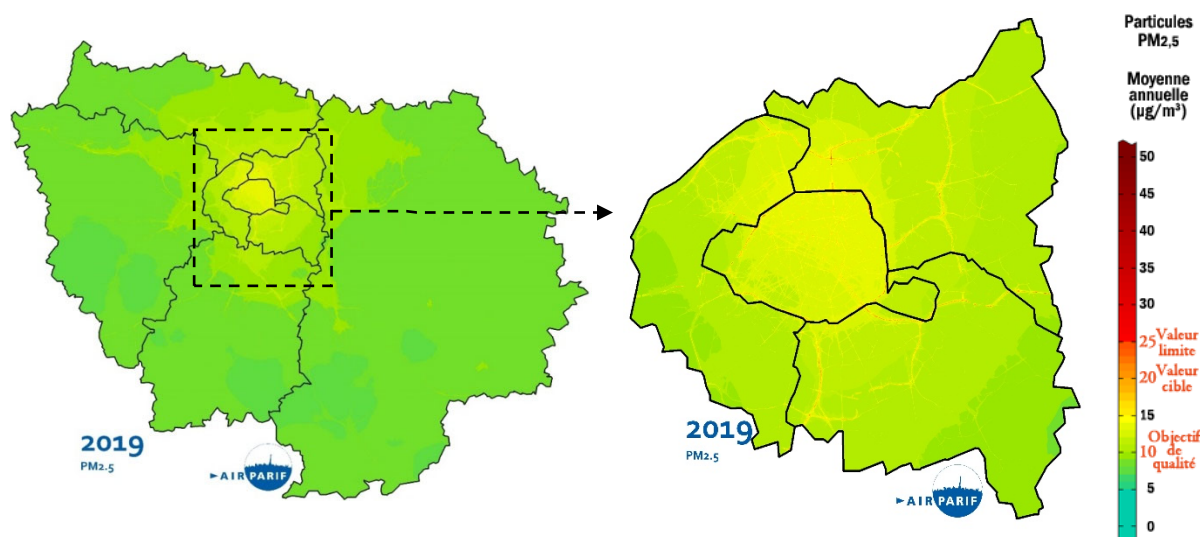 2019
PM2.5
►AIRPARIF
2019
PM2.5
►AIRPARIF
Particules
PM2,5
Moyenne
annuelle
(µg/m³)
50
45
40
35
30
25 Valeur
limite
20 Valeur
cible
15
Objectif
10 de
qualité
5
0